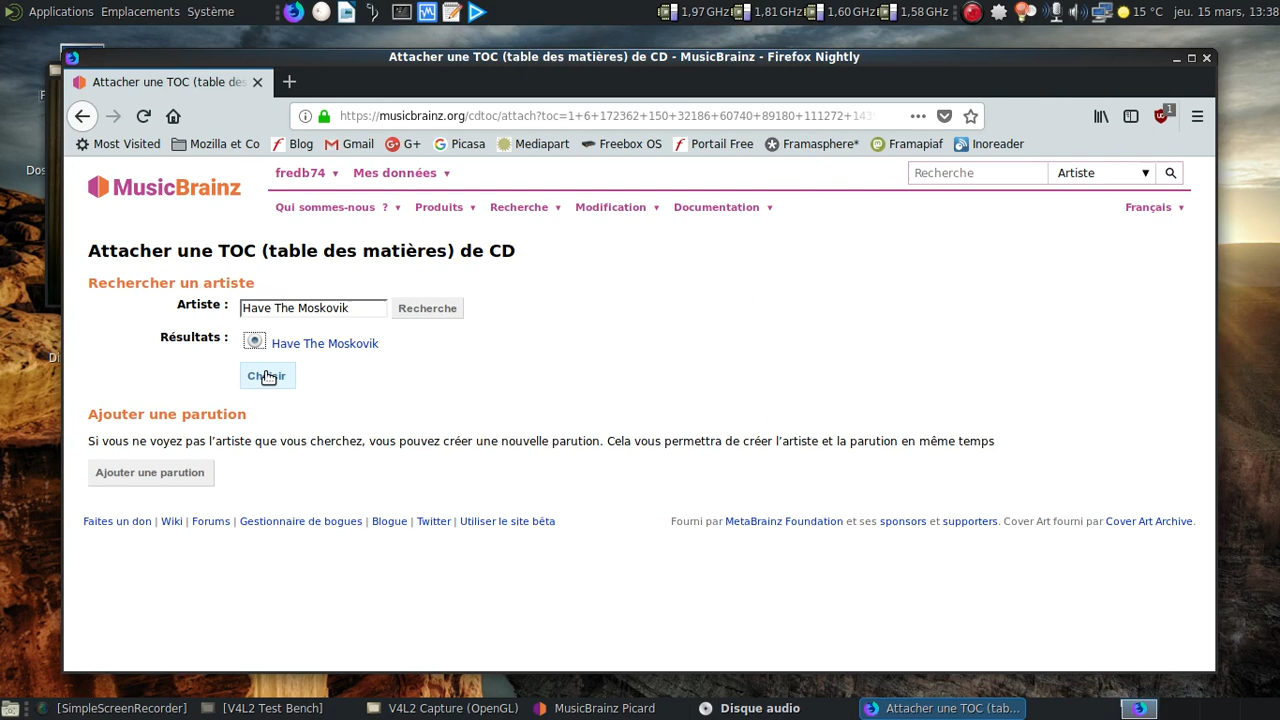 Applications Emplacements Système 1,97 GHz 1,81 GHz 1,60 GHz 1,58 GHz 15 °C jeu. 15 mars, 13:38
Attacher une TOC (table des matières) de CD - MusicBrainz - Firefox Nightly
Attacher une TOC (table des
https://musicbrainz.org/cdtoc/attach?toc=1+6+172362+150+32186+60740+89180+111272+143 1
Most Visited Mozilla et Co Blog Gmail G+ Picasa Mediapart Freebox OS Portail Free Framasphere* Framapiaf Inoreader
MusicBrainz
fredb74 Mes données Recherche Artiste
Qui sommes-nous ? Produits Recherche Modification Documentation Français
Attacher une TOC (table des matières) de CD
Rechercher un artiste
Artiste : Have The Moskovik Recherche
Résultats : Have The Moskovik
Choisir
Ajouter une parution
Si vous ne voyez pas l’artiste que vous cherchez, vous pouvez créer une nouvelle parution. Cela vous permettra de créer l’artiste et la parution en même temps
Ajouter une parution
Faites un don | Wiki | Forums | Gestionnaire de bogues | Blogue | Twitter | Utiliser le site bêta Fourni par MetaBrainz Foundation et ses sponsors et supporters. Cover Art fourni par Cover Art Archive.
[SimpleScreenRecorder] [V4L2 Test Bench] V4L2 Capture (OpenGL) MusicBrainz Picard Disque audio Attacher une TOC (tab...